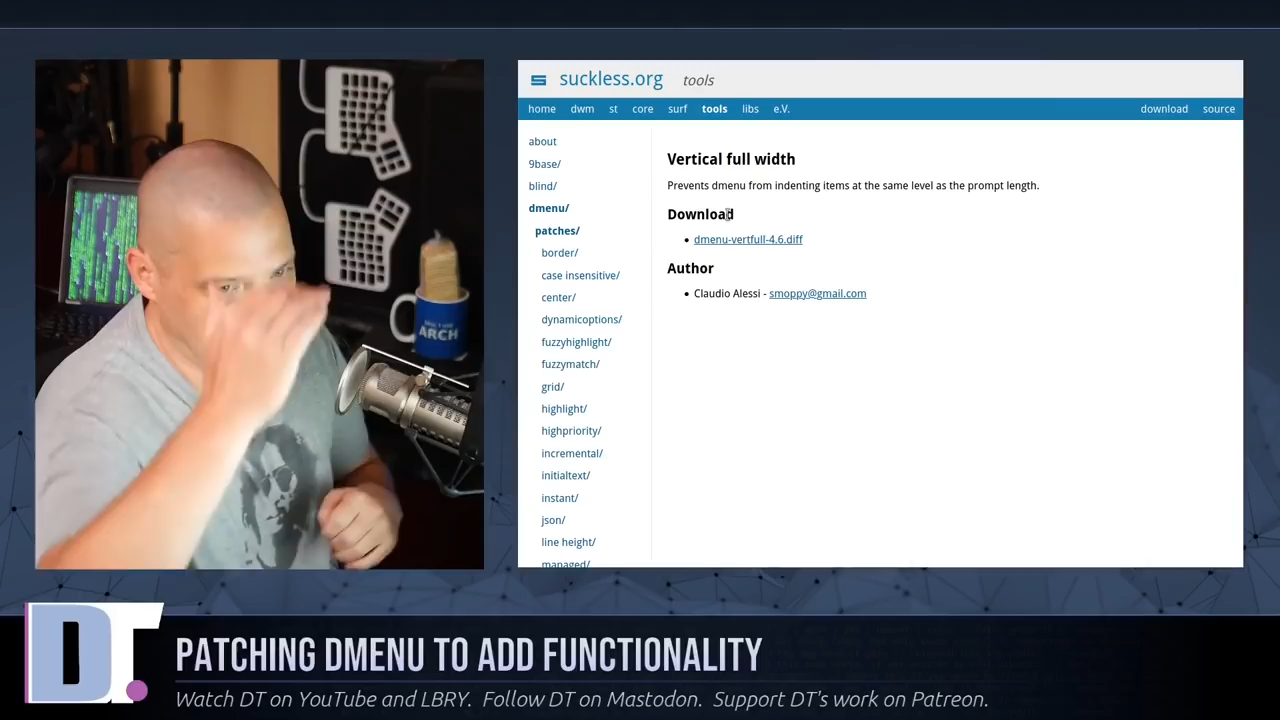 suckless.org tools
home dwm st core surf tools libs e.V. download source
about
9base/
blind/
dmenu/
patches/
border/
case insensitive/
center/
dynamicoptions/
fuzzyhighlight/
fuzzymatch/
grid/
highlight/
highpriority/
incremental/
initialtext/
instant/
json/
line height/
managed/
Vertical full width
Prevents dmenu from indenting items at the same level as the prompt length.
Download
dmenu-vertfull-4.6.diff
Author
Claudio Alessi - smoppy@gmail.com
ARCH
DT.
PATCHING DMENU TO ADD FUNCTIONALITY
Watch DT on YouTube and LBRY. Follow DT on Mastodon. Support DT's work on Patreon.